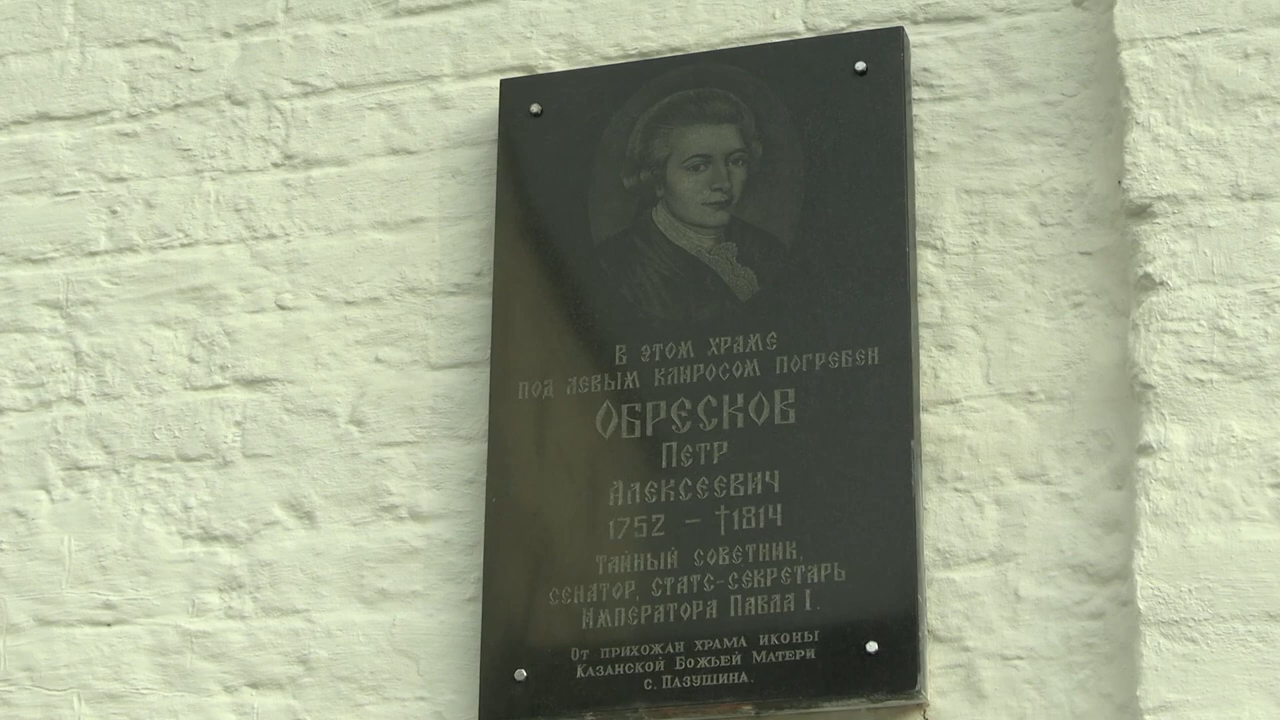 В ЭТОМ ХРАМЕ
ПОД ЛЕВЫМ КЛИРОСОМ ПОГРЕБЕН
ОБРЕСКОВ
ПЕТР
АЛЕКСЕЕВИЧ
1752 – †1814
ТАЙНЫЙ СОВЕТНИК,
СЕНАТОР, СТАТС-СЕКРЕТАРЬ
ИМПЕРАТОРА ПАВЛА I.
ОТ ПРИХОЖАН ХРАМА ИКОНЫ
КАЗАНСКОЙ БОЖЬЕЙ МАТЕРИ
С. ПАЗУШИНА.